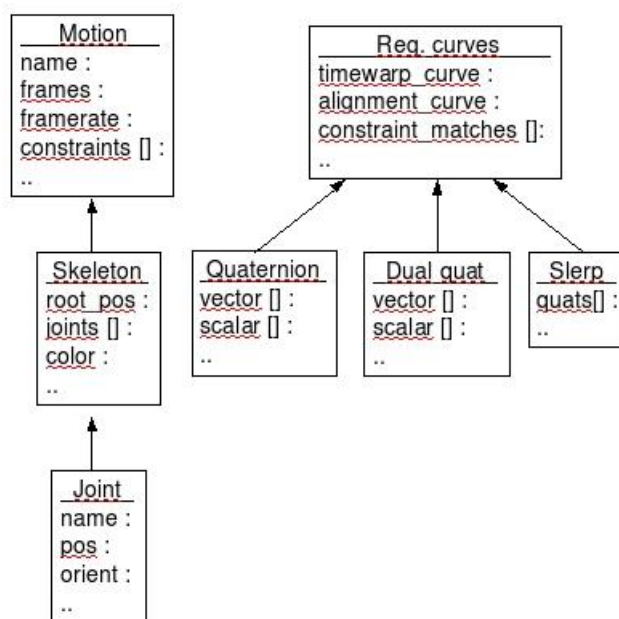 Motion
name :
frames :
framerate :
constraints [] :
..
Req. curves
timewarp_curve :
alignment_curve :
constraint_matches []:
..
Skeleton
root_pos :
joints [] :
color :
..
Quaternion
vector [] :
scalar [] :
..
Dual quat
vector [] :
scalar [] :
..
Slerp
quats[] :
..
Joint
name :
pos :
orient :
..